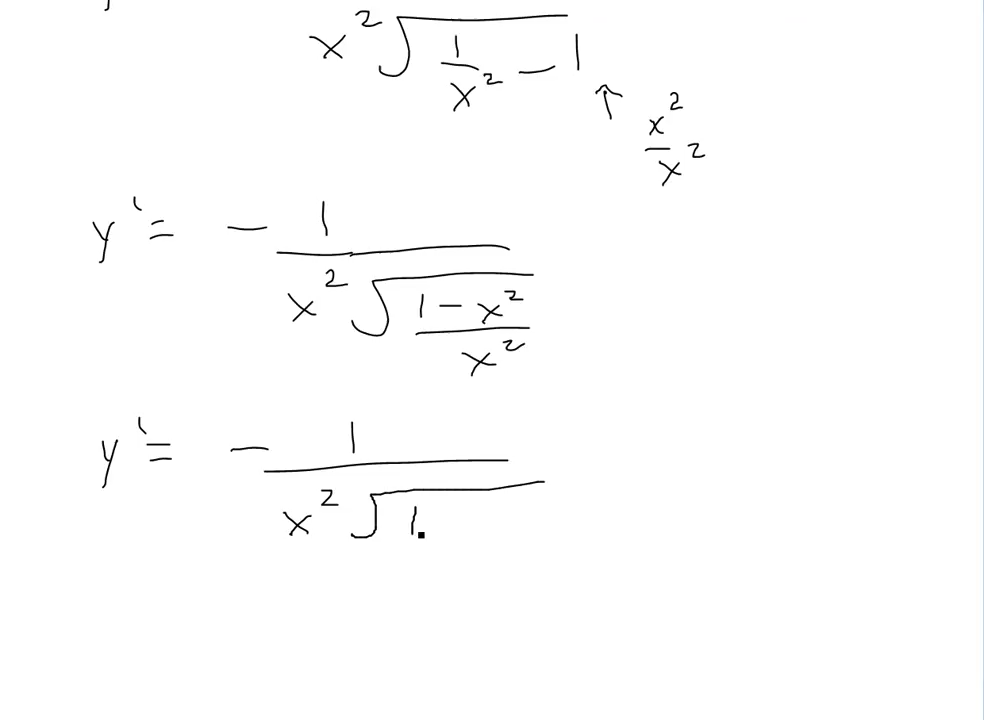 x² √(1/x² − 1)
↑ x²/x²
y' = − 1/(x² √((1 − x²)/x²))
y' = − 1/(x² √(1